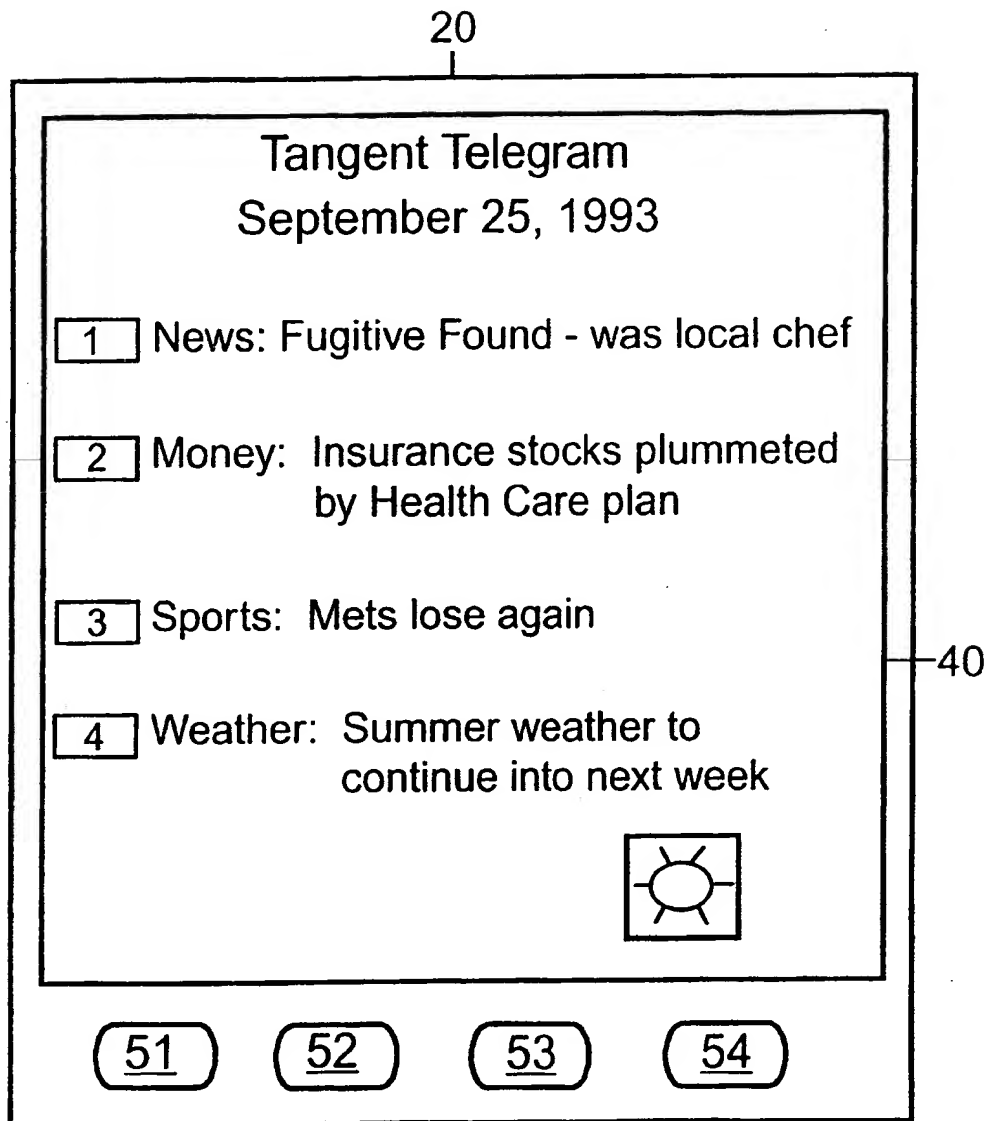 20
Tangent Telegram
September 25, 1993
1 News: Fugitive Found - was local chef
2 Money: Insurance stocks plummeted
by Health Care plan
3 Sports: Mets lose again
40
4 Weather: Summer weather to
continue into next week
51 52 53 54